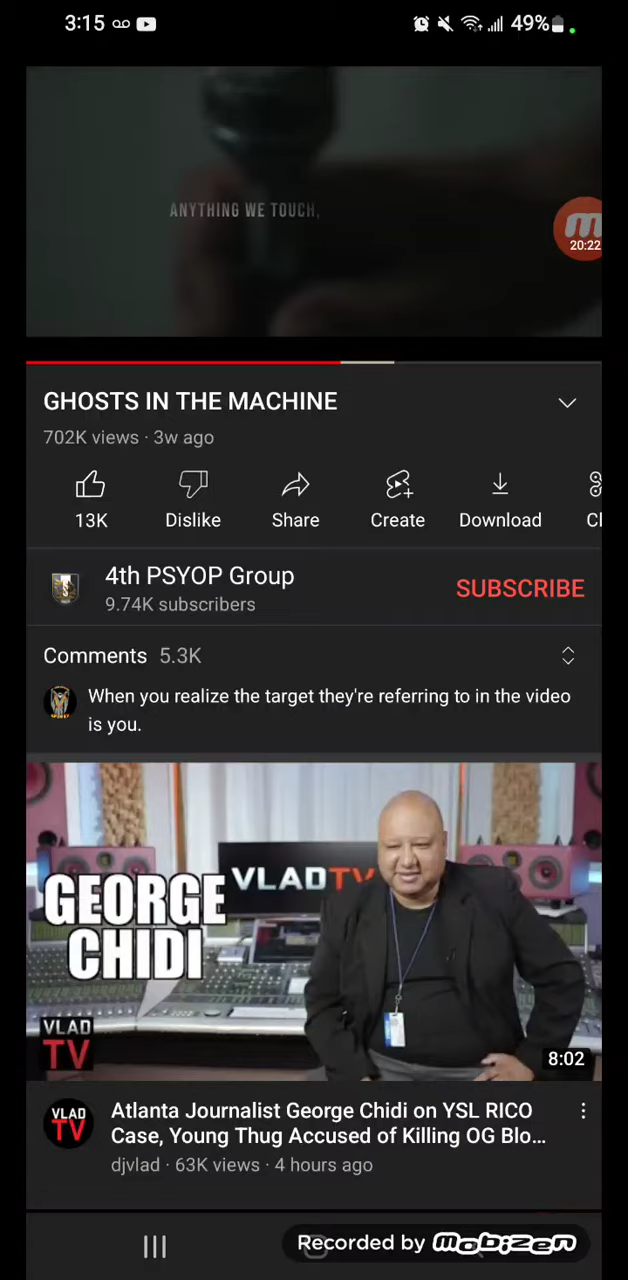 3:15
49%
ANYTHING WE TOUCH,
20:22
GHOSTS IN THE MACHINE
702K views · 3w ago
13K
Dislike
Share
Create
Download
Cl
4th PSYOP Group
9.74K subscribers
SUBSCRIBE
Comments 5.3K
When you realize the target they're referring to in the video
is you.
VLADTV
GEORGE
CHIDI
VLAD
TV
8:02
VLAD
TV
Atlanta Journalist George Chidi on YSL RICO
Case, Young Thug Accused of Killing OG Blo...
djvlad · 63K views · 4 hours ago
Recorded by mobizen